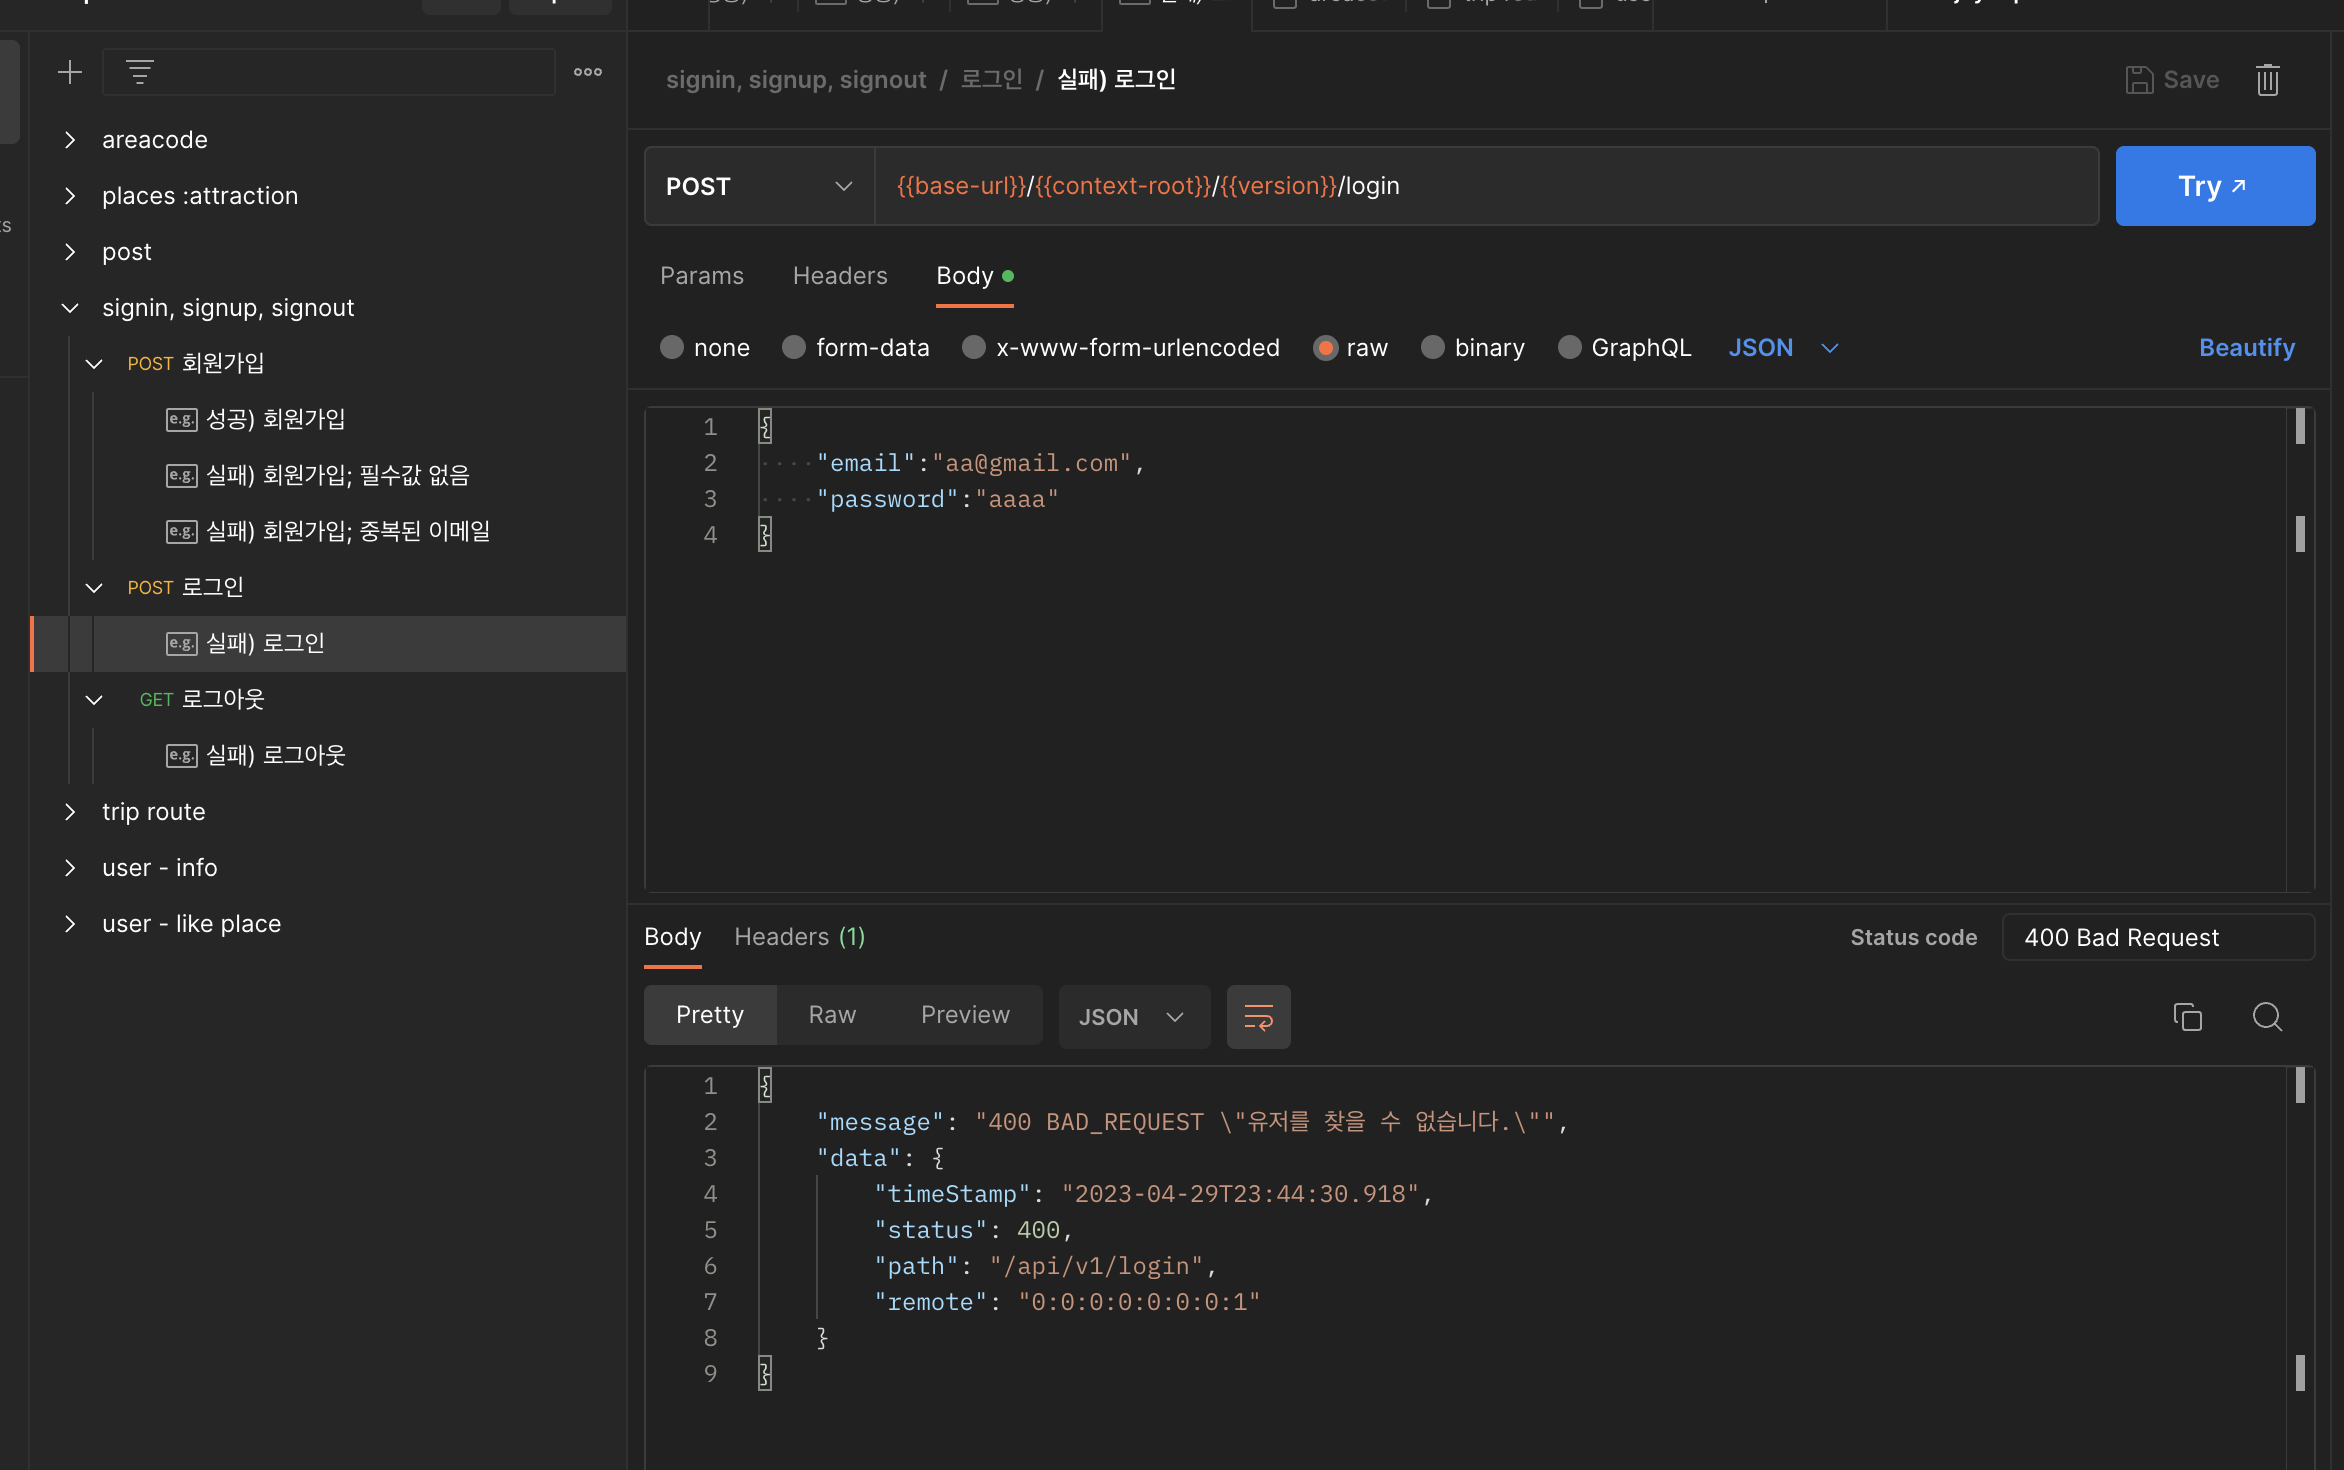 areacode
places :attraction
post
signin, signup, signout
POST 회원가입
e.g. 성공) 회원가입
e.g. 실패) 회원가입; 필수값 없음
e.g. 실패) 회원가입; 중복된 이메일
POST 로그인
e.g. 실패) 로그인
GET 로그아웃
e.g. 실패) 로그아웃
trip route
user - info
user - like place
signin, signup, signout / 로그인 / 실패) 로그인
Save
POST
{{base-url}}/{{context-root}}/{{version}}/login
Try
Params Headers Body
none form-data x-www-form-urlencoded raw binary GraphQL JSON Beautify
1 {
2 "email":"aa@gmail.com",
3 "password":"aaaa"
4 }
Body Headers (1) Status code 400 Bad Request
Pretty Raw Preview JSON
1 {
2 "message": "400 BAD_REQUEST \"유저를 찾을 수 없습니다.\"",
3 "data": {
4 "timeStamp": "2023-04-29T23:44:30.918",
5 "status": 400,
6 "path": "/api/v1/login",
7 "remote": "0:0:0:0:0:0:0:1"
8 }
9 }